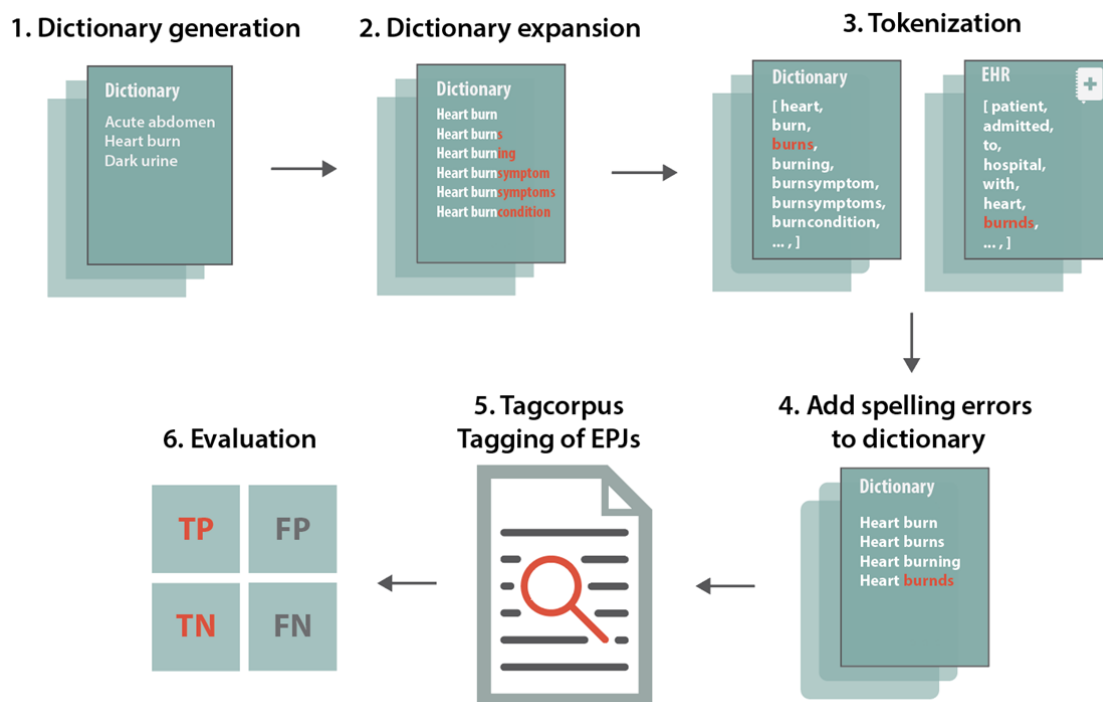 1. Dictionary generation
Dictionary
Acute abdomen
Heart burn
Dark urine
2. Dictionary expansion
Dictionary
Heart burn
Heart burns
Heart burning
Heart burnsymptom
Heart burnsymptoms
Heart burncondition
3. Tokenization
Dictionary
[ heart,
burn,
burns,
burning,
burnsymptom,
burnsymptoms,
burncondition,
... , ]
EHR
[ patient,
admitted,
to,
hospital,
with,
heart,
burnds,
... , ]
4. Add spelling errors
to dictionary
Dictionary
Heart burn
Heart burns
Heart burning
Heart burnds
5. Tagcorpus
Tagging of EPJs
6. Evaluation
TP FP
TN FN